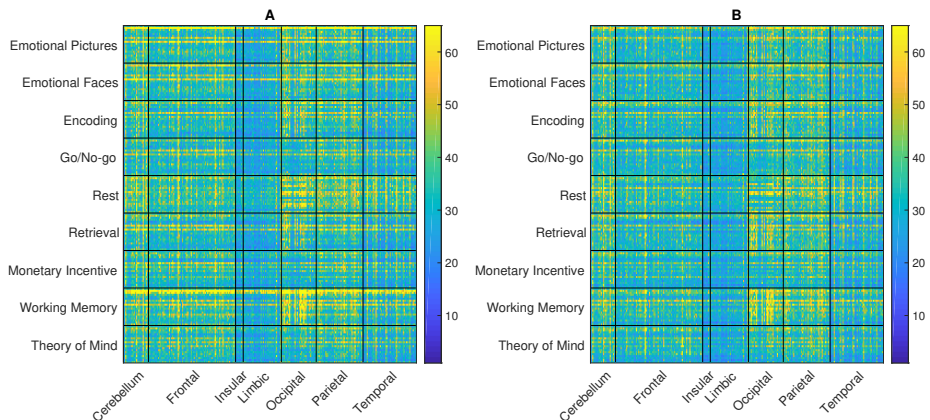 A
Emotional Pictures
Emotional Faces
Encoding
Go/No-go
Rest
Retrieval
Monetary Incentive
Working Memory
Theory of Mind
Cerebellum
Frontal
Insular
Limbic
Occipital
Parietal
Temporal
60
50
40
30
20
10
B
Emotional Pictures
Emotional Faces
Encoding
Go/No-go
Rest
Retrieval
Monetary Incentive
Working Memory
Theory of Mind
Cerebellum
Frontal
Insular
Limbic
Occipital
Parietal
Temporal
60
50
40
30
20
10